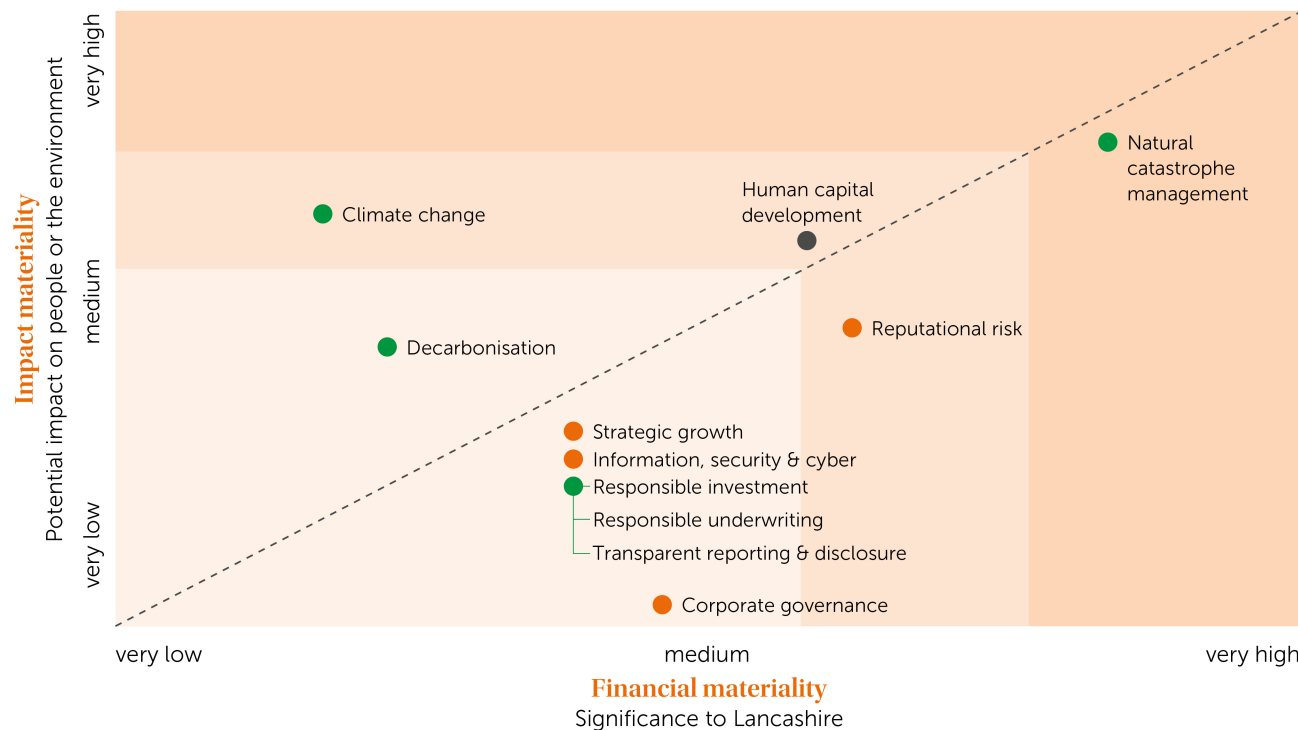 Impact materiality
Potential impact on people or the environment
very high
medium
very low
Natural
catastrophe
management
Human capital
development
Climate change
Reputational risk
Decarbonisation
Strategic growth
Information, security & cyber
Responsible investment
Responsible underwriting
Transparent reporting & disclosure
Corporate governance
very low
medium
very high
Financial materiality
Significance to Lancashire